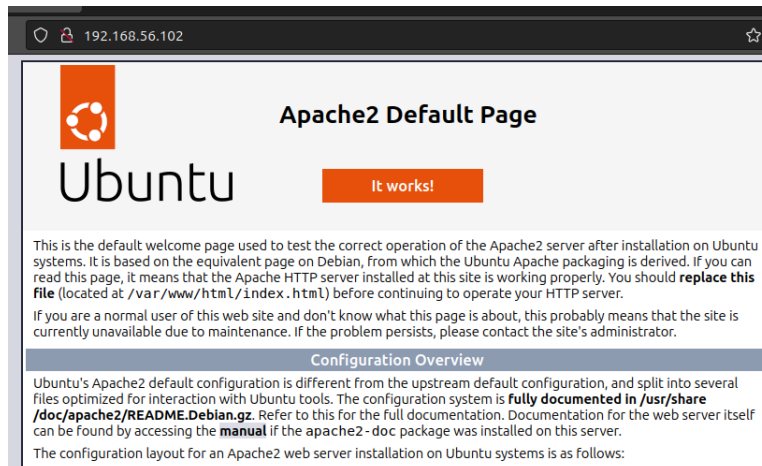 192.168.56.102
Apache2 Default Page
Ubuntu
It works!
This is the default welcome page used to test the correct operation of the Apache2 server after installation on Ubuntu
systems. It is based on the equivalent page on Debian, from which the Ubuntu Apache packaging is derived. If you can
read this page, it means that the Apache HTTP server installed at this site is working properly. You should replace this
file (located at /var/www/html/index.html) before continuing to operate your HTTP server.
If you are a normal user of this web site and don't know what this page is about, this probably means that the site is
currently unavailable due to maintenance. If the problem persists, please contact the site's administrator.
Configuration Overview
Ubuntu's Apache2 default configuration is different from the upstream default configuration, and split into several
files optimized for interaction with Ubuntu tools. The configuration system is fully documented in /usr/share
/doc/apache2/README.Debian.gz. Refer to this for the full documentation. Documentation for the web server itself
can be found by accessing the manual if the apache2-doc package was installed on this server.
The configuration layout for an Apache2 web server installation on Ubuntu systems is as follows: